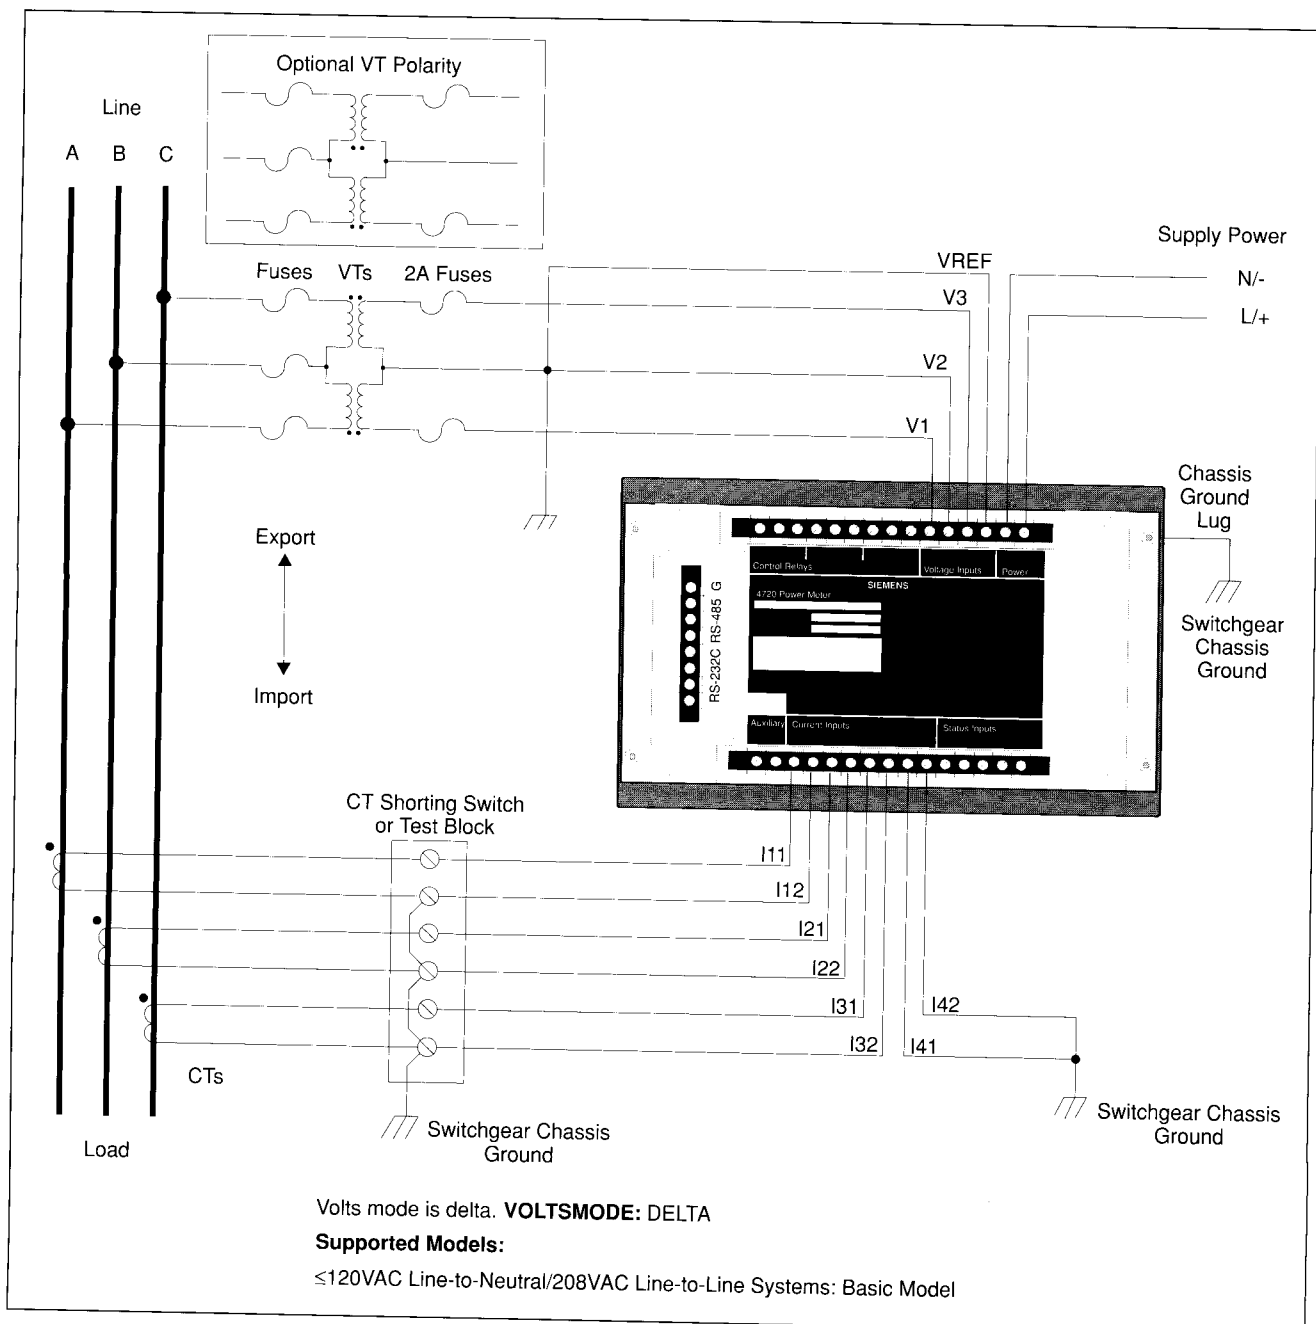 Optional VT Polarity
Line
A B C
Fuses VTs 2A Fuses
VREF
V3
V2
V1
Supply Power
N/-
L/+
Chassis
Ground
Lug
Switchgear
Chassis
Ground
Export
Import
Control Relays
Voltage Inputs
Power
SIEMENS
4720 Power Meter
RS-232C RS-485 G
Auxiliary
Current Inputs
Status Inputs
CT Shorting Switch
or Test Block
I11
I12
I21
I22
I31
I32
I41
I42
CTs
Load
Switchgear Chassis
Ground
Switchgear Chassis
Ground
Volts mode is delta. VOLTSMODE: DELTA
Supported Models:
≤120VAC Line-to-Neutral/208VAC Line-to-Line Systems: Basic Model